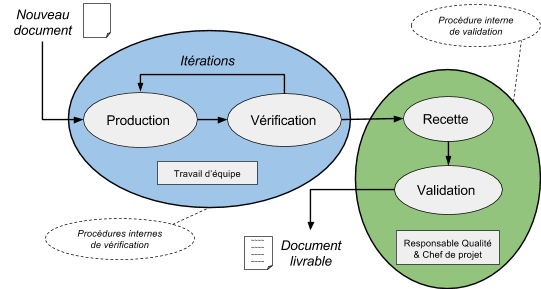 Nouveau
document
Procédure interne
de validation
Itérations
Production
Vérification
Recette
Travail d'équipe
Validation
Procédures internes
de vérification
Document
livrable
Responsable Qualité
& Chef de projet